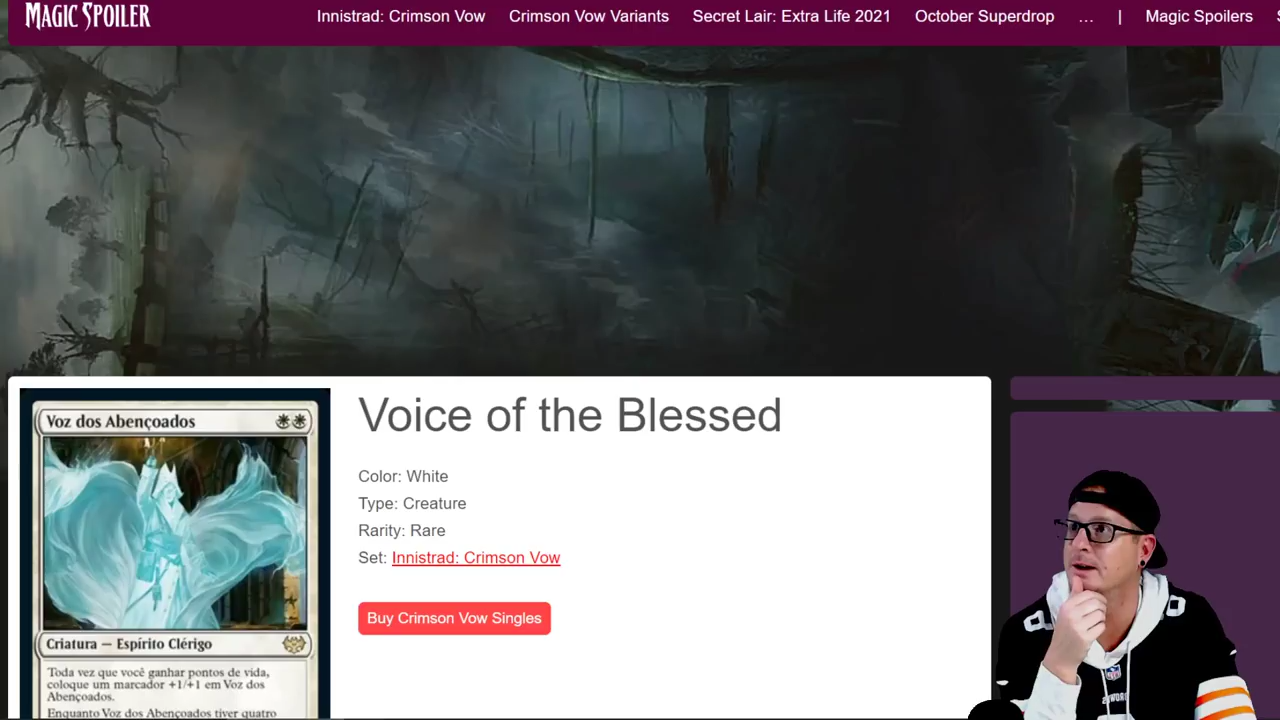 MAGIC SPOILER
Innistrad: Crimson Vow Crimson Vow Variants Secret Lair: Extra Life 2021 October Superdrop ... | Magic Spoilers
Voz dos Abençoados
Criatura — Espírito Clérigo
Toda vez que você ganhar pontos de vida,
coloque um marcador +1/+1 em Voz dos
Abençoados.
Enquanto Voz dos Abençoados tiver quatro
Voice of the Blessed
Color: White
Type: Creature
Rarity: Rare
Set: Innistrad: Crimson Vow
Buy Crimson Vow Singles
NFL